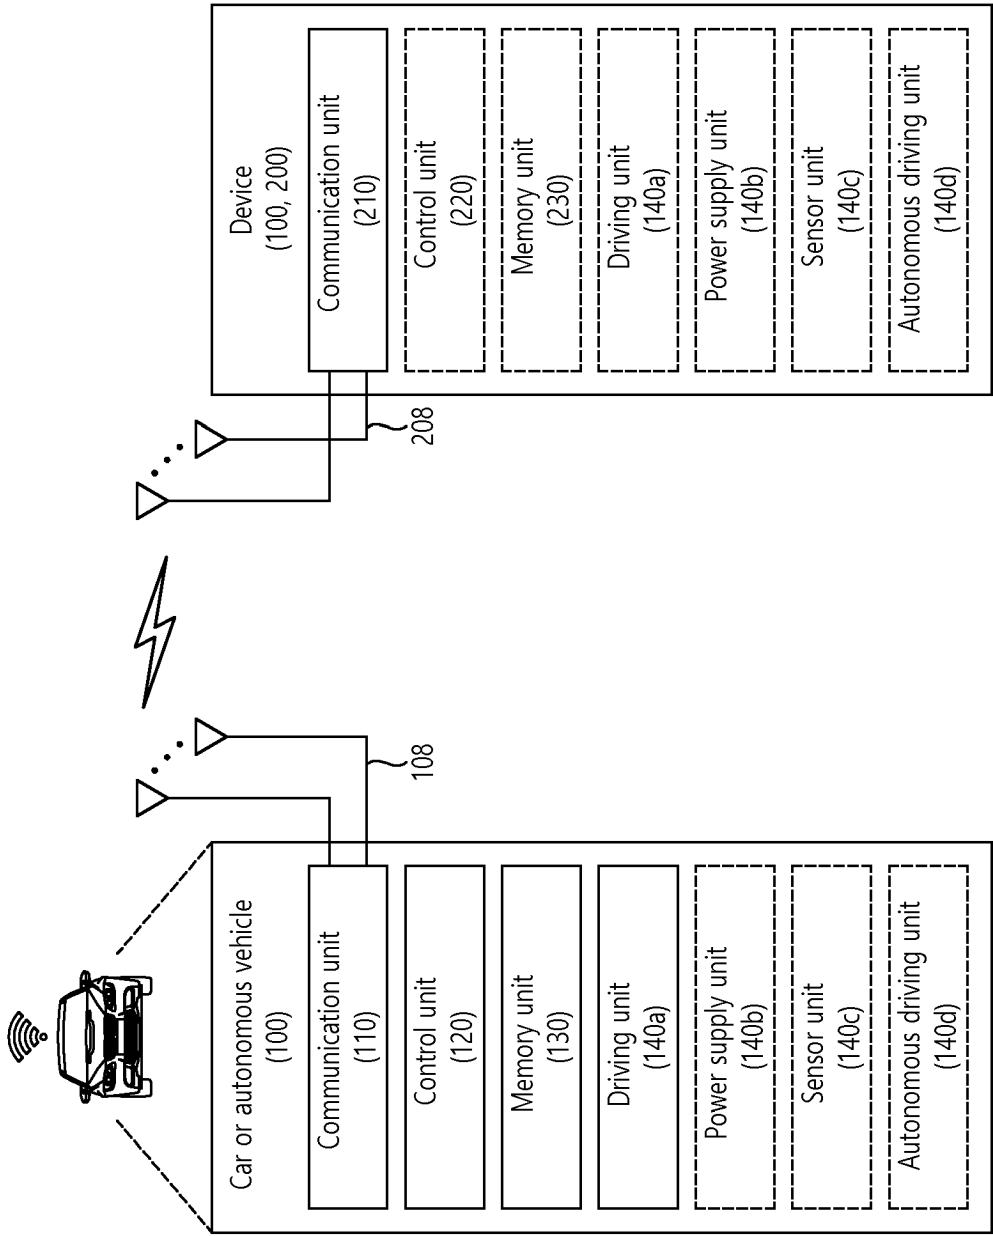 Car or autonomous vehicle
(100)
Communication unit
(110)
Control unit
(120)
Memory unit
(130)
Driving unit
(140a)
Power supply unit
(140b)
Sensor unit
(140c)
Autonomous driving unit
(140d)
108
208
Device
(100, 200)
Communication unit
(210)
Control unit
(220)
Memory unit
(230)
Driving unit
(140a)
Power supply unit
(140b)
Sensor unit
(140c)
Autonomous driving unit
(140d)